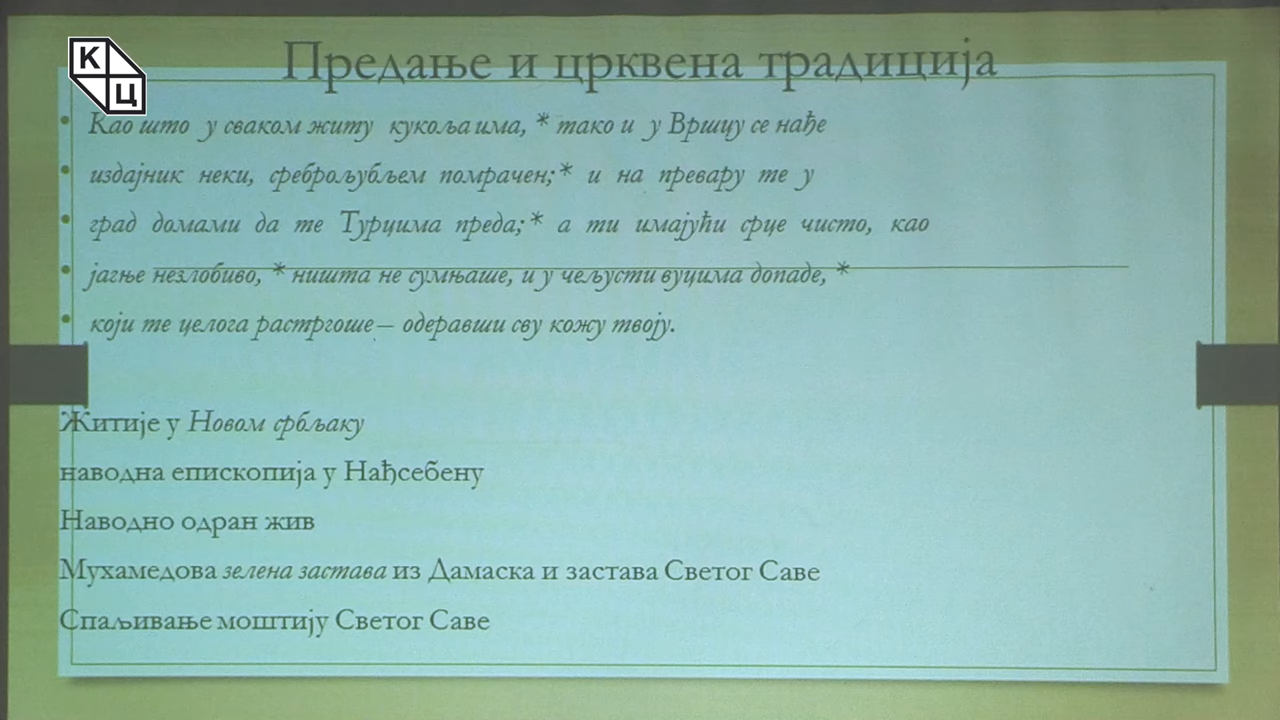 К
Ц
Предање и црквена традиција
• Као што у сваком житу кукоља има, * тако и у Вршцу се нађе
• издајник неки, среброљубљем помрачен; * и на превару те у
• град домами да те Турцима преда; * а ти имајући срце чисто, као
• јагње незлобиво, * ништа не сумњаше, и у чељусти вуцима допаде, *
• који те целога растргоше – одеравши сву кожу твоју.
Житије у Новом србљаку
наводна епископија у Нађсебену
Наводно одран жив
Мухамедова зелена застава из Дамаска и застава Светог Саве
Спаљивање моштију Светог Саве